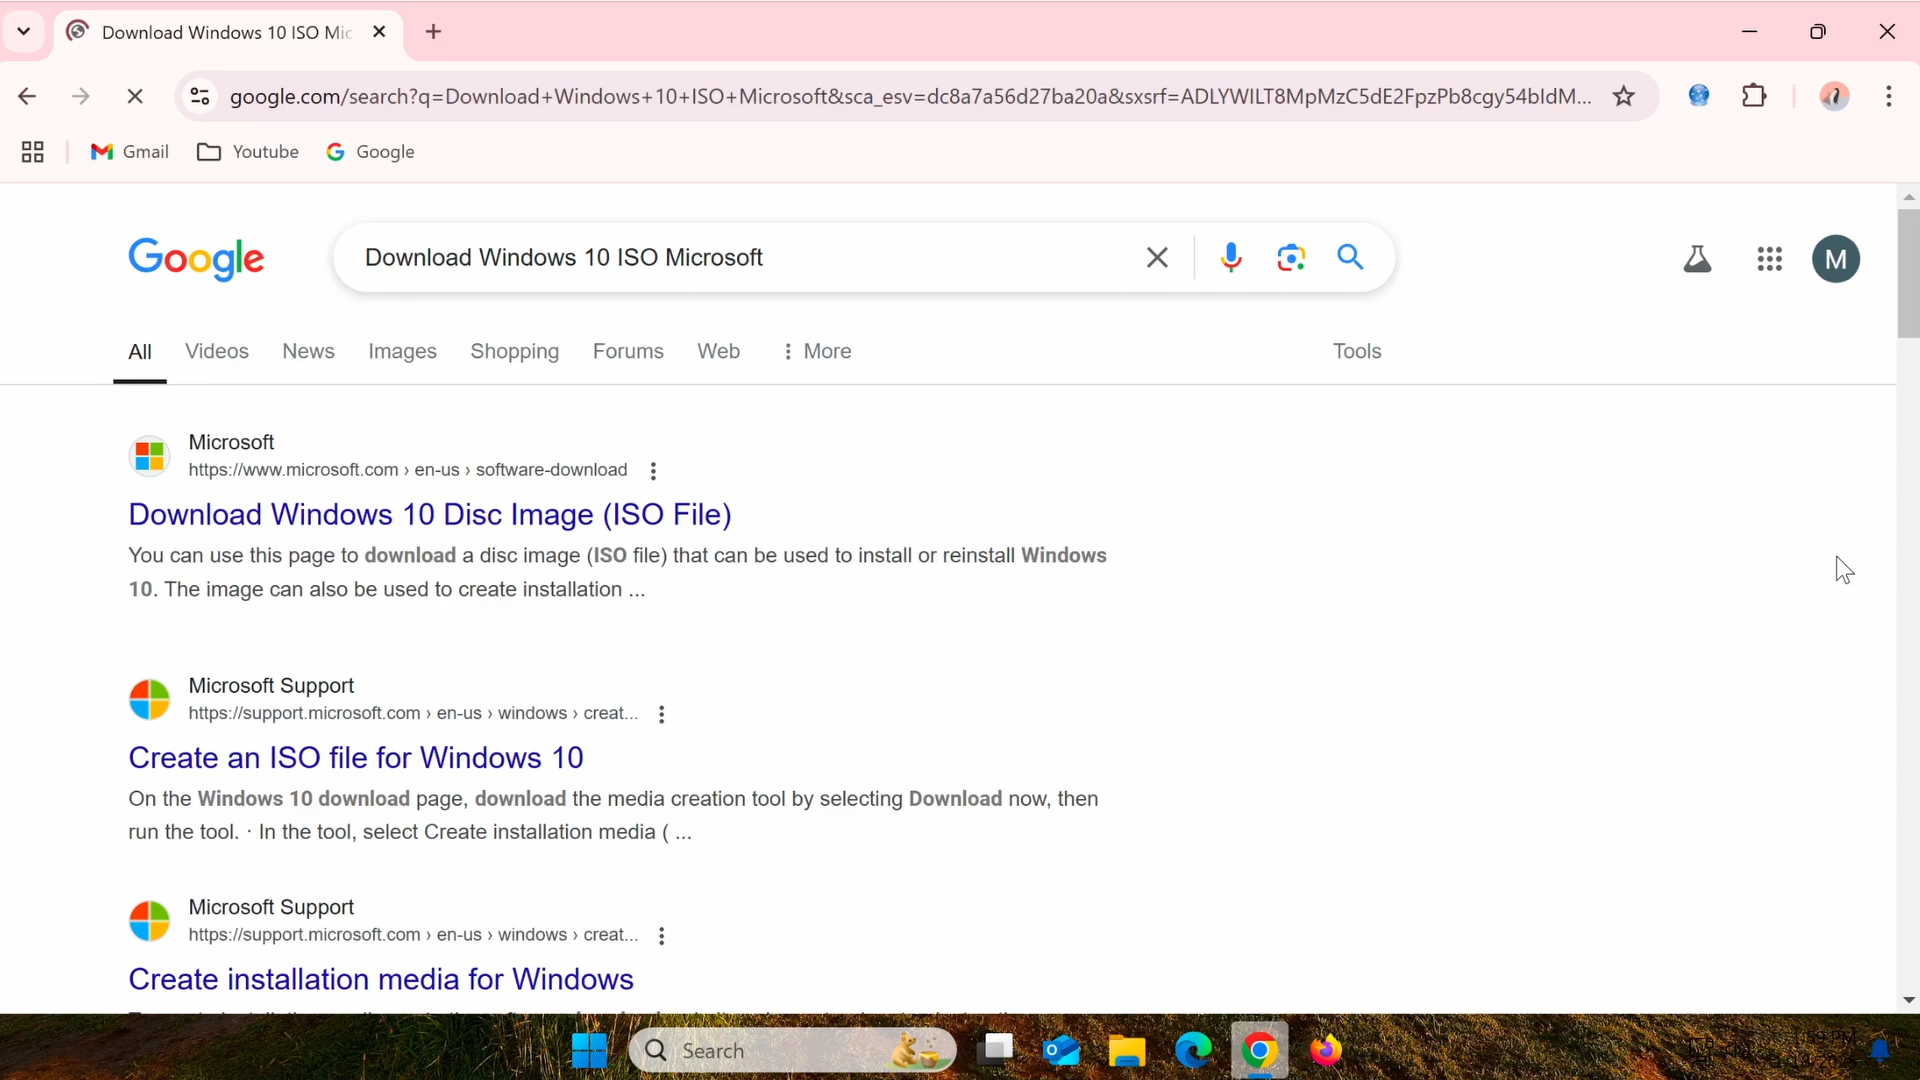 Download Windows 10 ISO Mic
google.com/search?q=Download+Windows+10+ISO+Microsoft&sca_esv=dc8a7a56d27ba20a&sxsrf=ADLYWILT8MpMzC5dE2FpzPb8cgy54bIdM...
Gmail
Youtube
Google
Google
Download Windows 10 ISO Microsoft
M
All
Videos
News
Images
Shopping
Forums
Web
More
Tools
Microsoft
https://www.microsoft.com › en-us › software-download
Download Windows 10 Disc Image (ISO File)
You can use this page to download a disc image (ISO file) that can be used to install or reinstall Windows
10. The image can also be used to create installation ...
Microsoft Support
https://support.microsoft.com › en-us › windows › creat...
Create an ISO file for Windows 10
On the Windows 10 download page, download the media creation tool by selecting Download now, then
run the tool. · In the tool, select Create installation media ( ...
Microsoft Support
https://support.microsoft.com › en-us › windows › creat...
Create installation media for Windows
Search